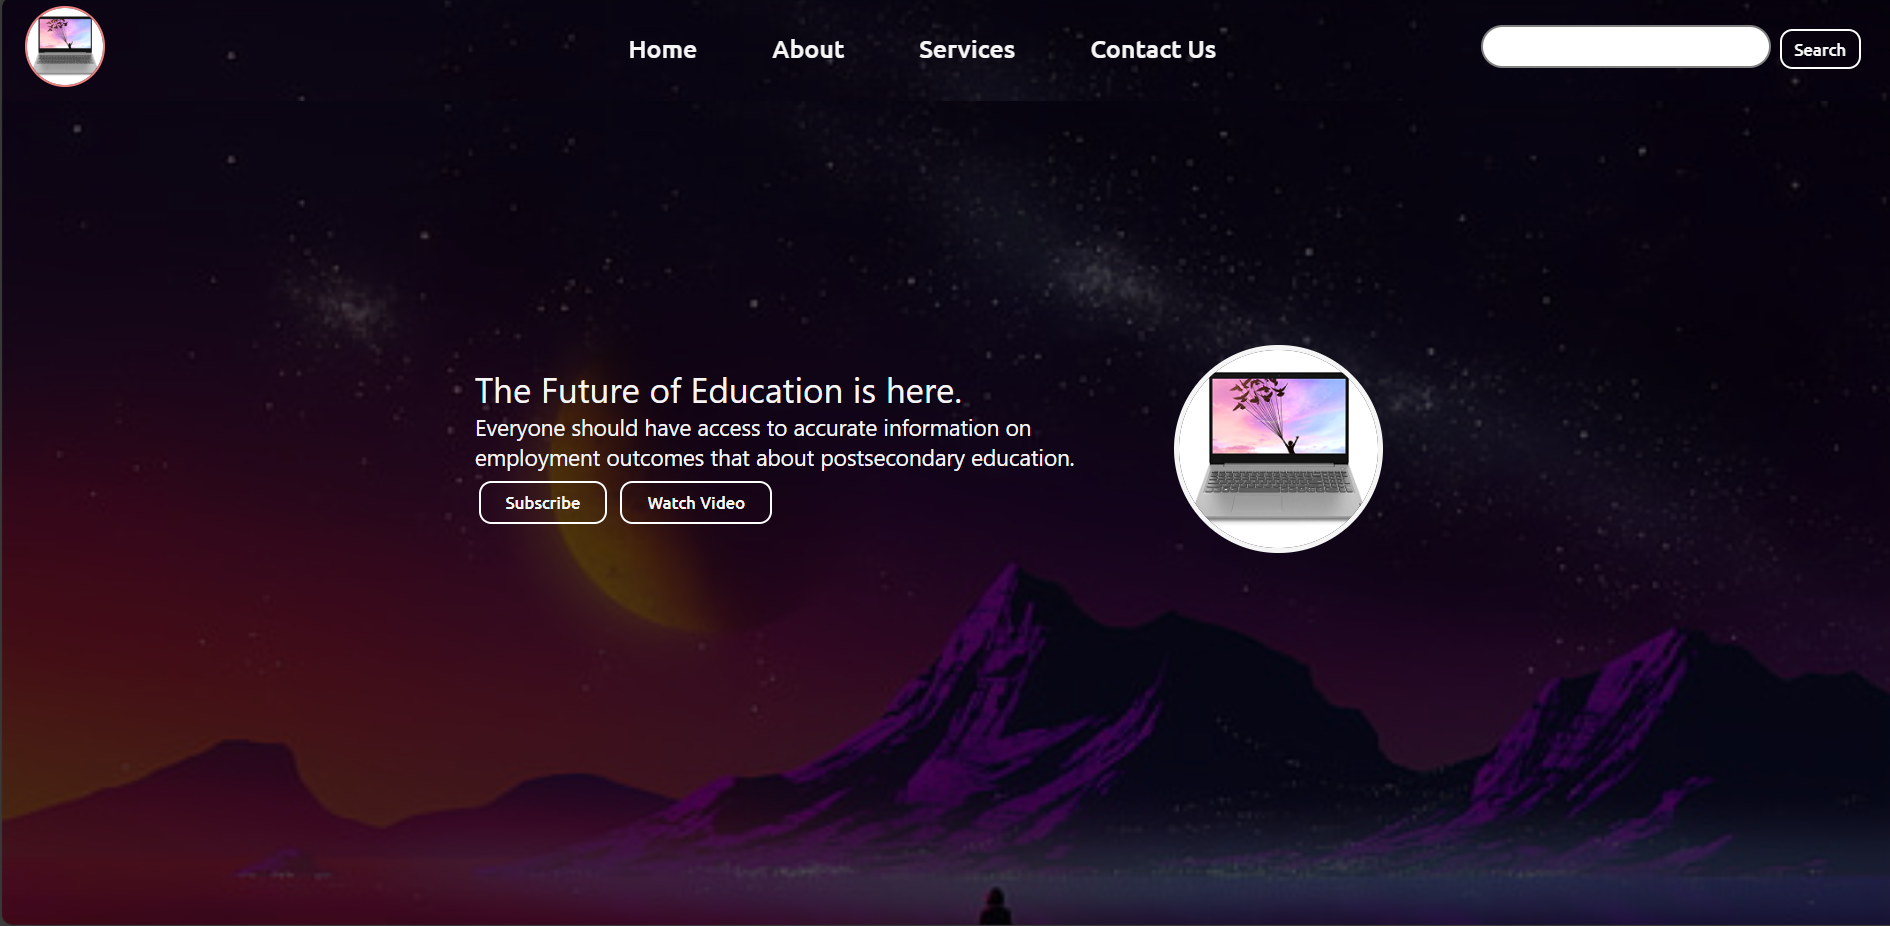 Home About Services Contact Us Search
The Future of Education is here.
Everyone should have access to accurate information on
employment outcomes that about postsecondary education.
Subscribe Watch Video